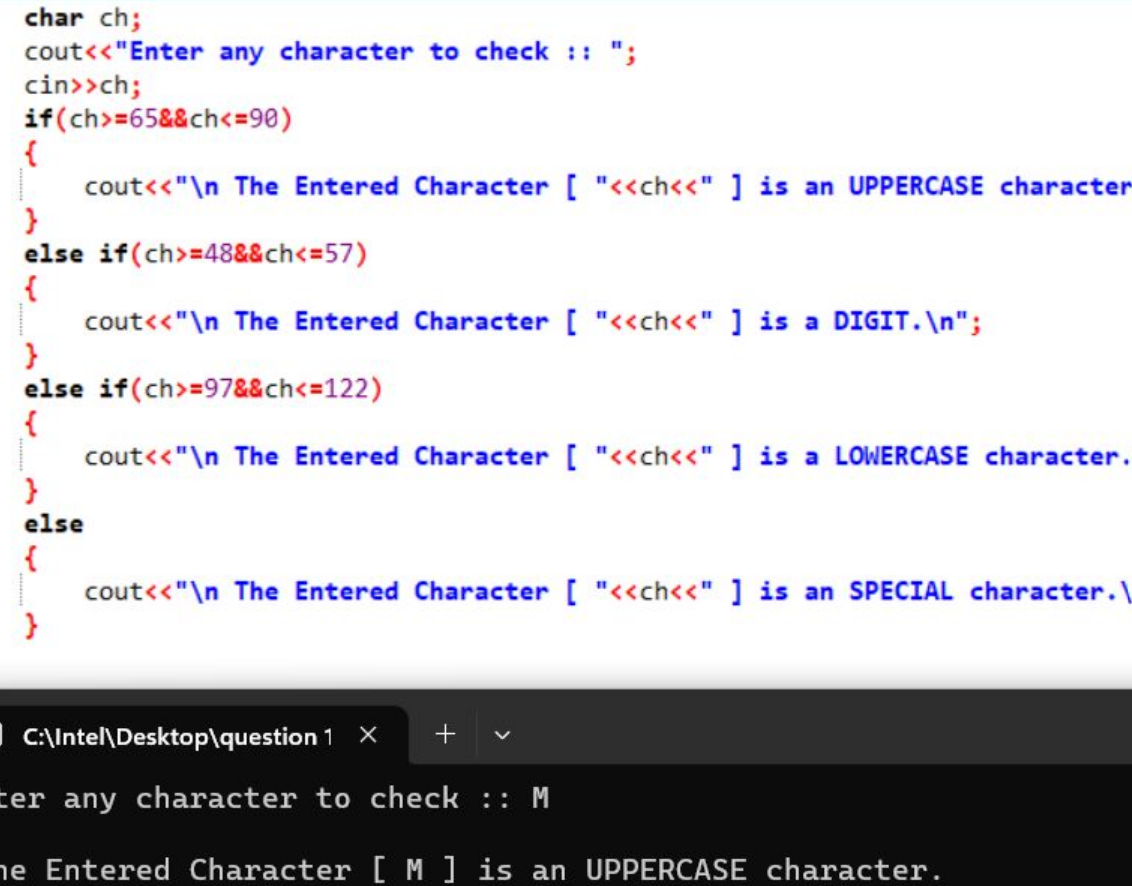 char ch;
cout<<"Enter any character to check :: ";
cin>>ch;
if(ch>=65&&ch<=90)
{
cout<<"\n The Entered Character [ "<<ch<<" ] is an UPPERCASE character
}
else if(ch>=48&&ch<=57)
{
cout<<"\n The Entered Character [ "<<ch<<" ] is a DIGIT.\n";
}
else if(ch>=97&&ch<=122)
{
cout<<"\n The Entered Character [ "<<ch<<" ] is a LOWERCASE character.
}
else
{
cout<<"\n The Entered Character [ "<<ch<<" ] is an SPECIAL character.\
}
C:\Intel\Desktop\question 1
ter any character to check :: M
he Entered Character [ M ] is an UPPERCASE character.